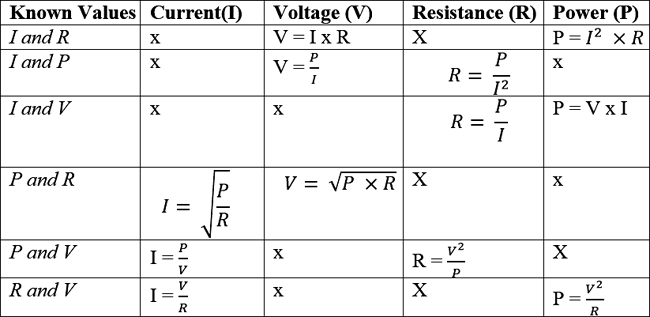 Known Values Current(I) Voltage (V) Resistance (R) Power (P)
I and R x V = I x R X P = I² × R
I and P x V = P/I R = P/I² x
I and V x x R = P/I P = V x I
P and R I = √(P/R) V = √(P × R) X x
P and V I = P/V x R = V²/P X
R and V I = V/R x X P = V²/R